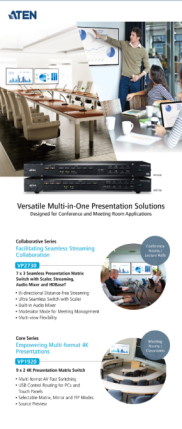 ATEN
Versatile Multi-in-One Presentation Solutions
Designed for Conference and Meeting Room Applications
Collaborative Series
Facilitating Seamless Streaming
Collaboration
VP2730
7 x 3 Seamless Presentation Matrix
Switch with Scaler, Streaming,
Audio Mixer and HDBaseT
• Bi-directional Distance-free Streaming
• Ultra Seamless Switch with Scaler
• Built-in Audio Mixer
• Moderator Mode for Meeting Management
• Multi-view Flexibility
Conference
Rooms /
Lecture Halls
Core Series
Empowering Multi-format 4K
Presentations
VP1920
9 x 2 4K Presentation Matrix Switch
• Multi-format 4K Fast Switching
• USB Control Routing for PCs and
Touch Panels
• Selectable Matrix, Mirror and PiP Modes
• Source Preview
Meeting
Rooms /
Classrooms